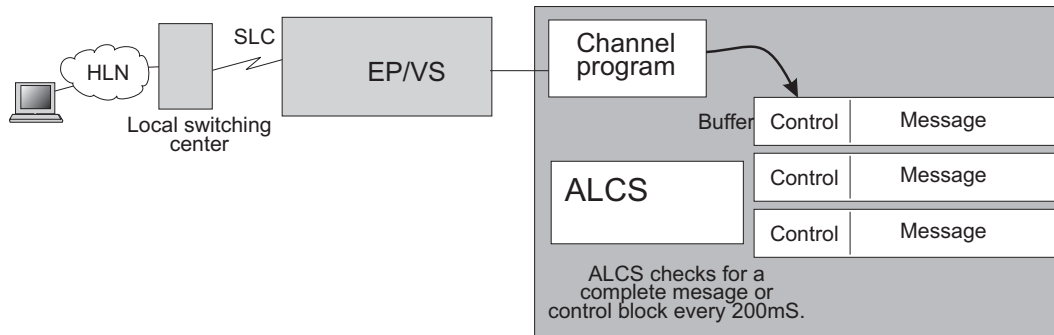 SLC
HLN
EP/VS
Local switching
center
Channel
program
Buffer
Control
Message
Control
Message
Control
Message
ALCS
ALCS checks for a
complete mesage or
control block every 200mS.